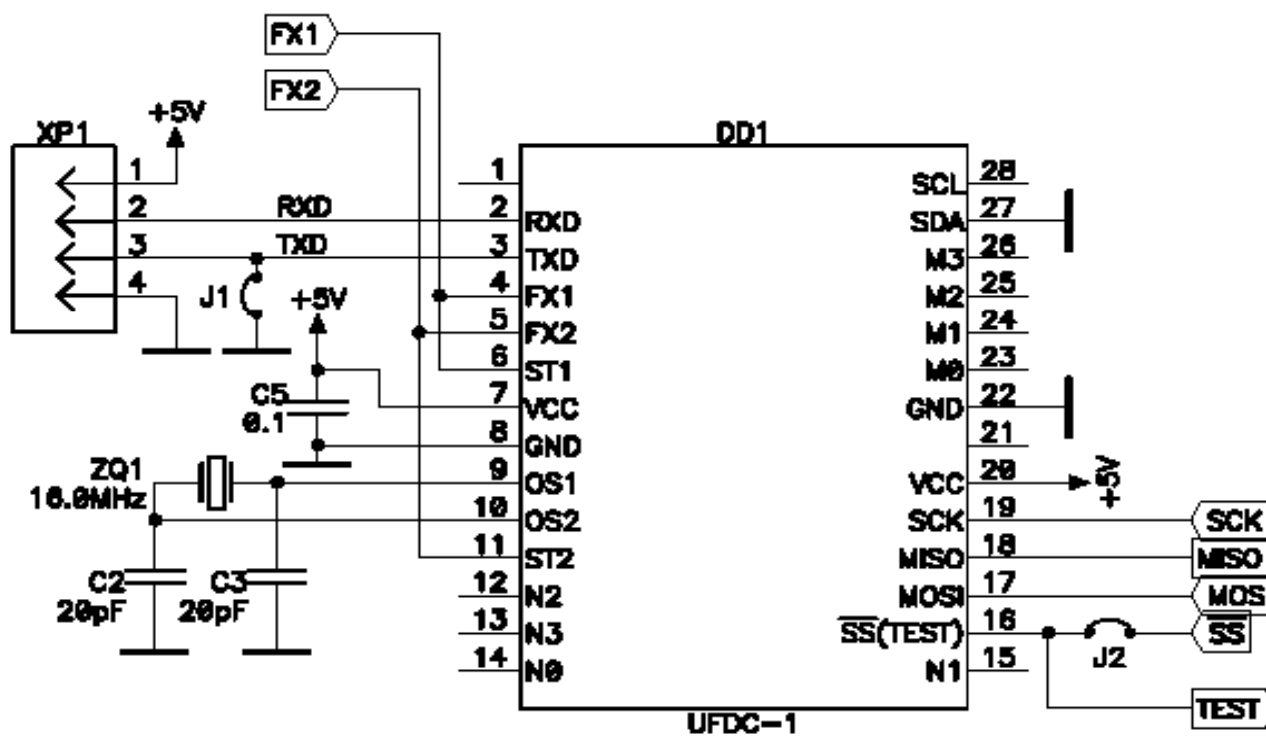 FX1
FX2
+5V
XP1
DD1
1
2
3
4
RXD
TXD
J1
+5V
C5
0.1
ZQ1
16.0MHz
C2
20pF
C3
20pF
1
2 RXD
3 TXD
4 FX1
5 FX2
6 ST1
7 VCC
8 GND
9 OS1
10 OS2
11 ST2
12 N2
13 N3
14 N0
SCL 28
SDA 27
M3 26
M2 25
M1 24
M0 23
GND 22
21
VCC 20
+5V
SCK 19
SCK
MISO 18
MISO
MOSI 17
MOS
SS(TEST) 16
J2
SS
N1 15
TEST
UFDC-1